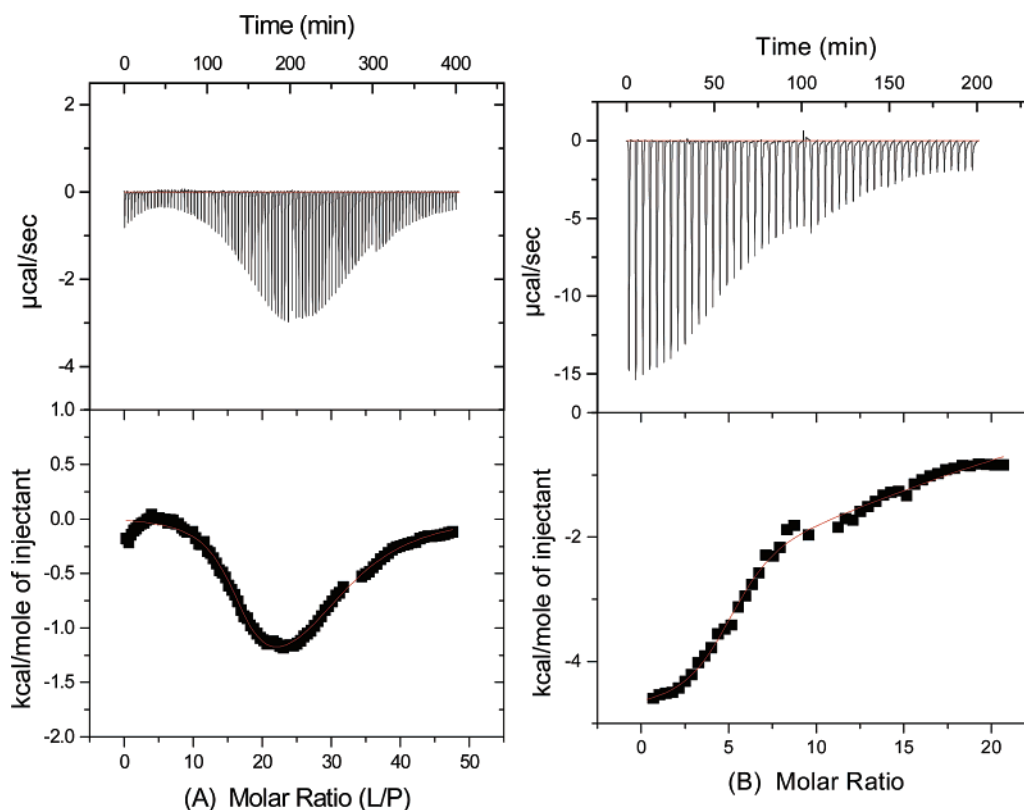 Time (min)
0 100 200 300 400
2
0
-2
-4
µcal/sec
1.0
0.5
0.0
-0.5
-1.0
-1.5
-2.0
kcal/mole of injectant
0 10 20 30 40 50
(A) Molar Ratio (L/P)
Time (min)
0 50 100 150 200
0
-5
-10
-15
µcal/sec
0
-2
-4
kcal/mole of injectant
0 5 10 15 20
(B) Molar Ratio